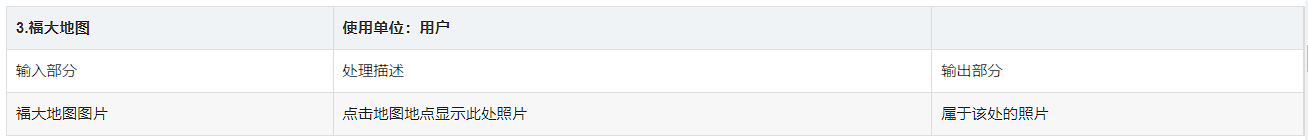 3.福大地图 使用单位：用户
输入部分 处理描述 输出部分
福大地图图片 点击地图地点显示此处照片 属于该处的照片